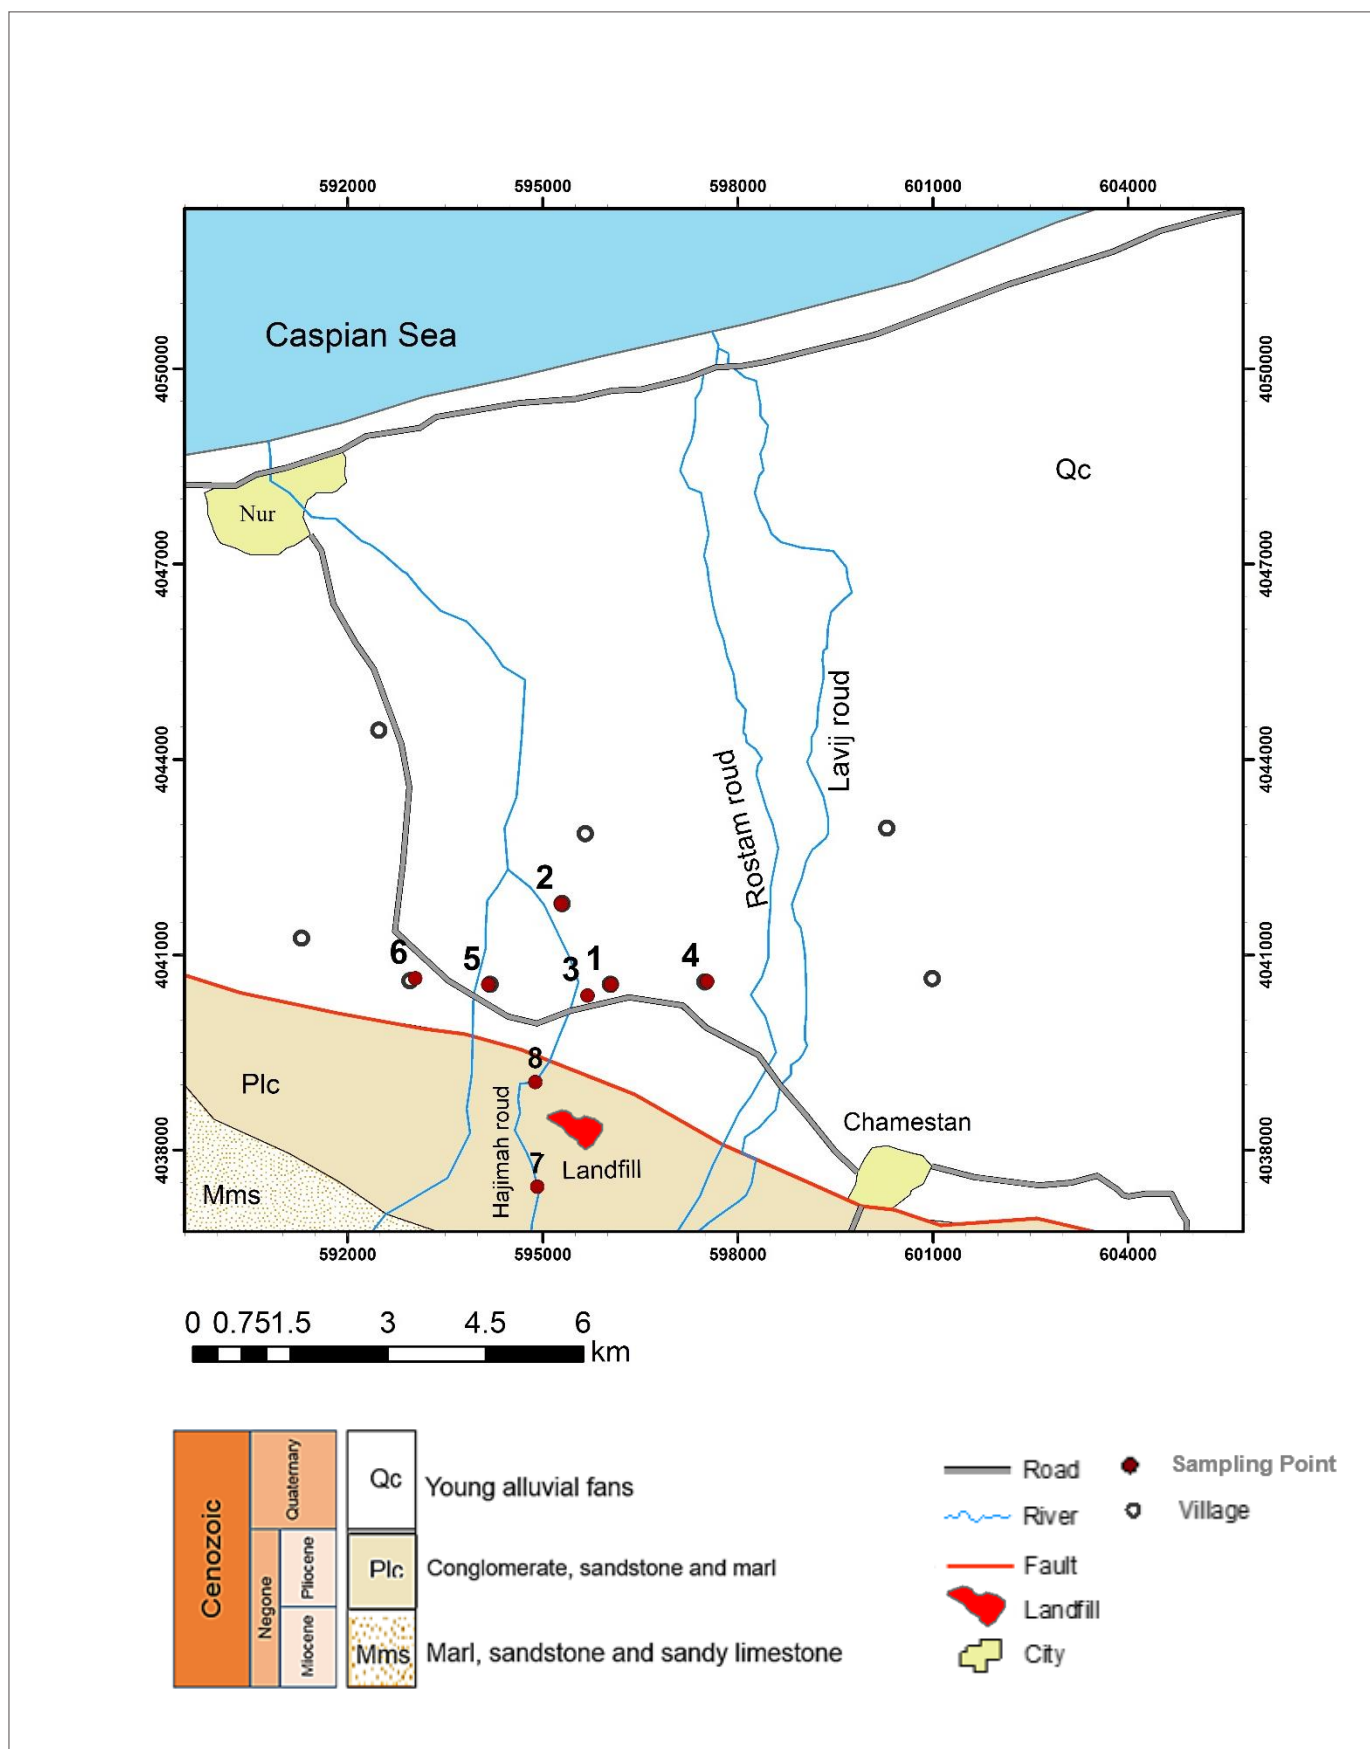 592000 595000 598000 601000 604000
Caspian Sea
4050000 4050000
Qc
Nur
4047000 4047000
Lavij roud
Rostam roud
4044000 4044000
2
4041000 4041000
6 5 3 1 4
8
Plc
Hajimah roud
Chamestan
4038000 4038000
7 Landfill
Mms
592000 595000 598000 601000 604000
0 0.75 1.5 3 4.5 6
km
Cenozoic
Quaternary
Negone
Pliocene
Miocene
Qc Young alluvial fans
Plc Conglomerate, sandstone and marl
Mms Marl, sandstone and sandy limestone
Road Sampling Point
River Village
Fault
Landfill
City